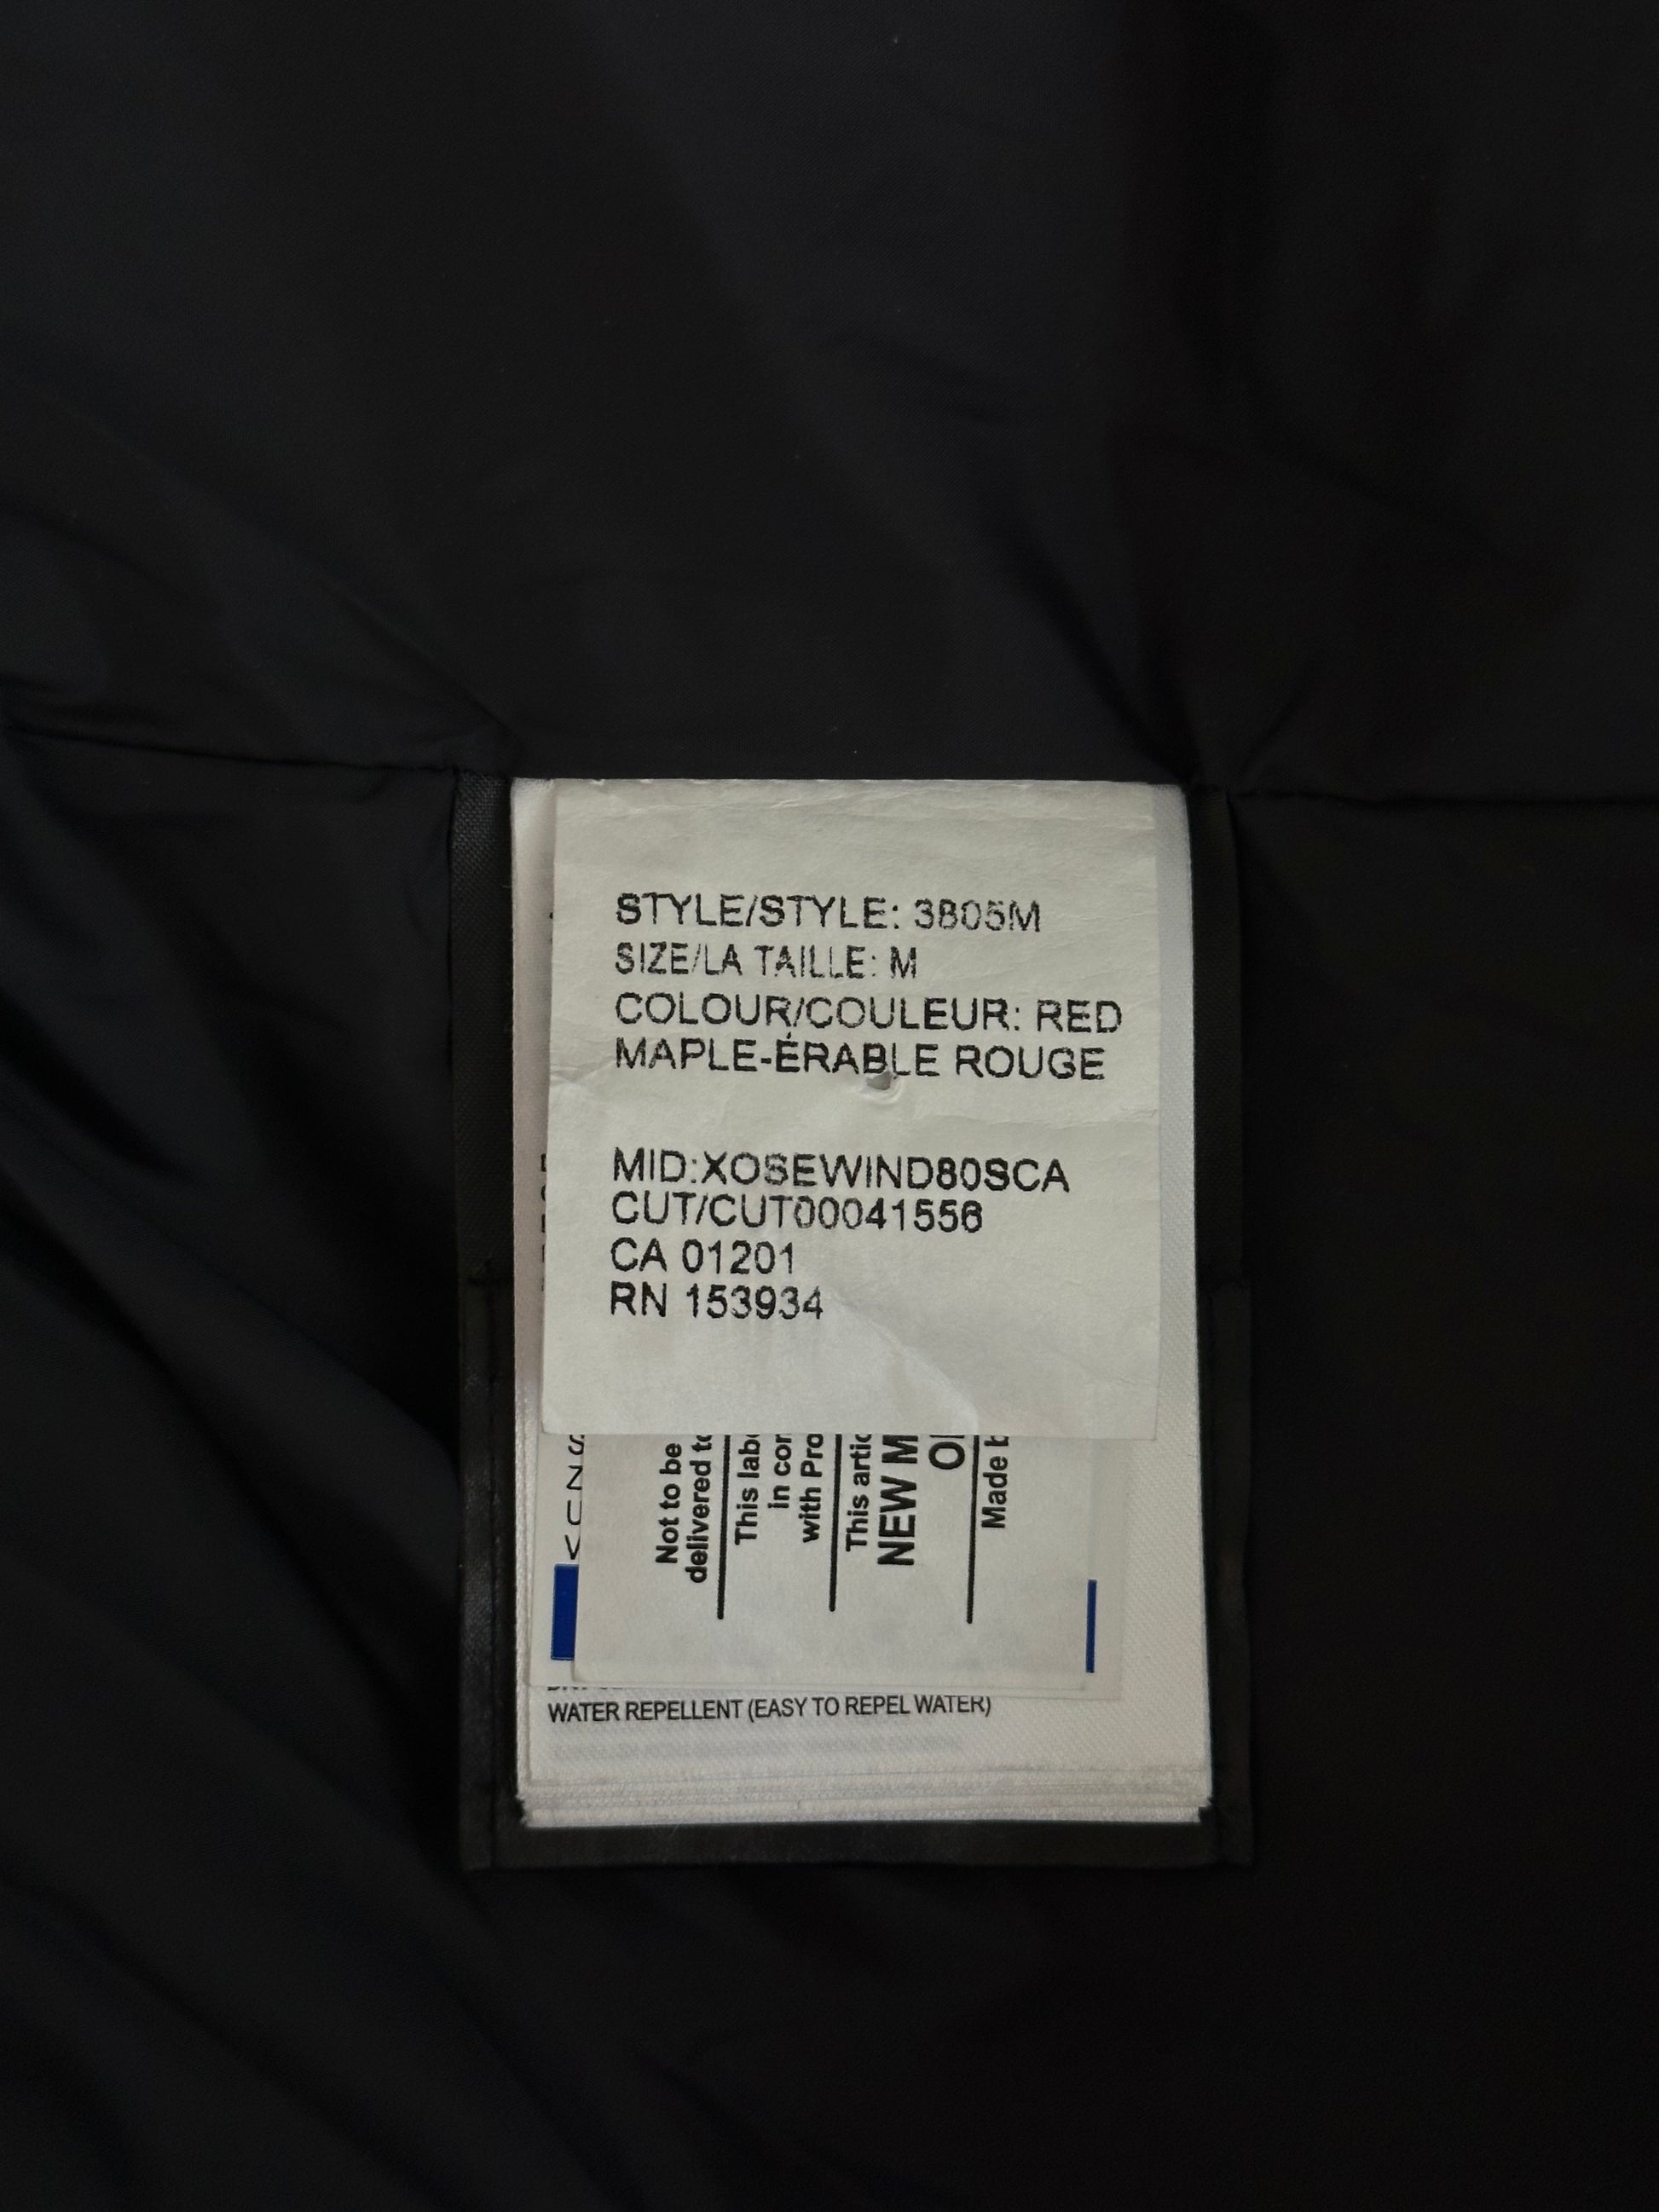 STYLE/STYLE: 3805M
SIZE/LA TAILLE: M
COLOUR/COULEUR: RED
MAPLE-ÉRABLE ROUGE
MID:XOSEWIND80SCA
CUT/CUT00041556
CA 01201
RN 153934
Not to be
delivered to
This labe
in con
with Pro
This artic
NEW M
O
Made b
WATER REPELLENT (EASY TO REPEL WATER)